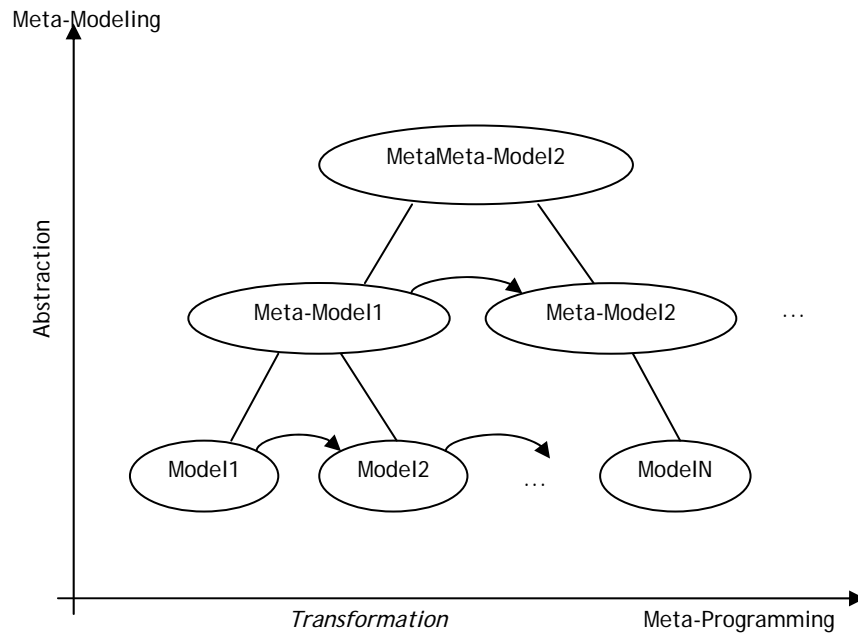 Meta-Modeling
MetaMeta-Model2
Abstraction
Meta-Model1
Meta-Model2
...
Model1
Model2
...
ModelN
Transformation
Meta-Programming